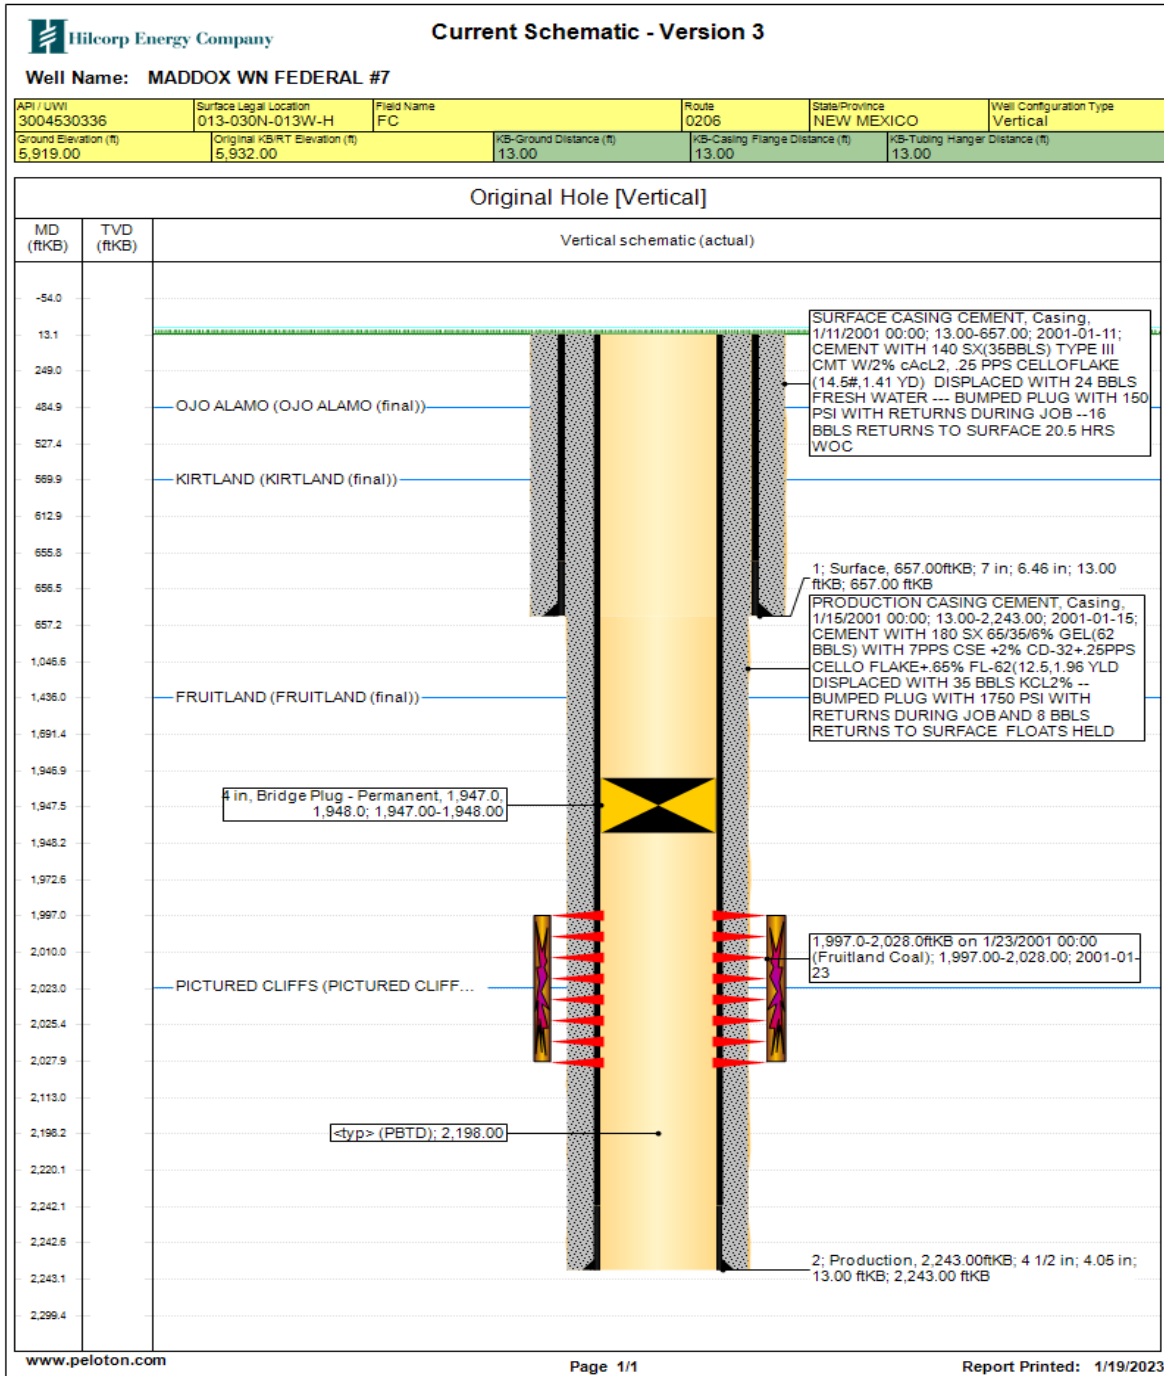 Hilcorp Energy Company
Current Schematic - Version 3
Well Name: MADDOX WN FEDERAL #7
API / UWI
3004530336
Surface Legal Location
013-030N-013W-H
Field Name
FC
Route
0206
State/Province
NEW MEXICO
Well Configuration Type
Vertical
Ground Elevation (ft)
5,919.00
Original KB/RT Elevation (ft)
5,932.00
KB-Ground Distance (ft)
13.00
KB-Casing Flange Distance (ft)
13.00
KB-Tubing Hanger Distance (ft)
13.00
Original Hole [Vertical]
MD
(ftKB)
TVD
(ftKB)
Vertical schematic (actual)
-54.0
13.1
249.0
484.9
527.4
569.9
612.9
655.8
656.5
657.2
1,046.6
1,436.0
1,691.4
1,946.9
1,947.5
1,948.2
1,972.6
1,997.0
2,010.0
2,023.0
2,025.4
2,027.9
2,113.0
2,198.2
2,220.1
2,242.1
2,242.6
2,243.1
2,299.4
SURFACE CASING CEMENT, Casing,
1/11/2001 00:00; 13.00-657.00; 2001-01-11;
CEMENT WITH 140 SX(35BBLS) TYPE III
CMT W/2% cAcL2, .25 PPS CELLOFLAKE
(14.5#,1.41 YD) DISPLACED WITH 24 BBLS
FRESH WATER --- BUMPED PLUG WITH 150
PSI WITH RETURNS DURING JOB --16
BBLS RETURNS TO SURFACE 20.5 HRS
WOC
OJO ALAMO (OJO ALAMO (final))
KIRTLAND (KIRTLAND (final))
1; Surface, 657.00ftKB; 7 in; 6.46 in; 13.00
ftKB; 657.00 ftKB
PRODUCTION CASING CEMENT, Casing,
1/15/2001 00:00; 13.00-2,243.00; 2001-01-15;
CEMENT WITH 180 SX 65/35/6% GEL(62
BBLS) WITH 7PPS CSE +2% CD-32+.25PPS
CELLO FLAKE+.65% FL-62(12.5,1.96 YLD
DISPLACED WITH 35 BBLS KCL2% --
BUMPED PLUG WITH 1750 PSI WITH
RETURNS DURING JOB AND 8 BBLS
RETURNS TO SURFACE FLOATS HELD
FRUITLAND (FRUITLAND (final))
4 in, Bridge Plug - Permanent, 1,947.0,
1,948.0; 1,947.00-1,948.00
1,997.0-2,028.0ftKB on 1/23/2001 00:00
(Fruitland Coal); 1,997.00-2,028.00; 2001-01-
23
PICTURED CLIFFS (PICTURED CLIFF...
<typ> (PBTD); 2,198.00
2; Production, 2,243.00ftKB; 4 1/2 in; 4.05 in;
13.00 ftKB; 2,243.00 ftKB
www.peloton.com
Page 1/1
Report Printed: 1/19/2023